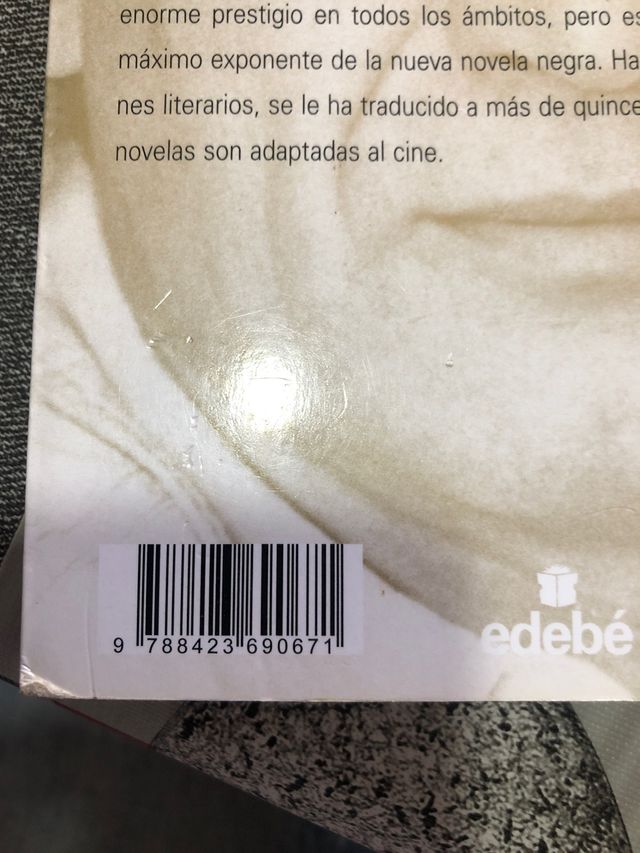 enorme prestigio en todos los ámbitos, pero es
máximo exponente de la nueva novela negra. Ha
nes literarios, se le ha traducido a más de quince
novelas son adaptadas al cine.
9 788423 690671
edebé